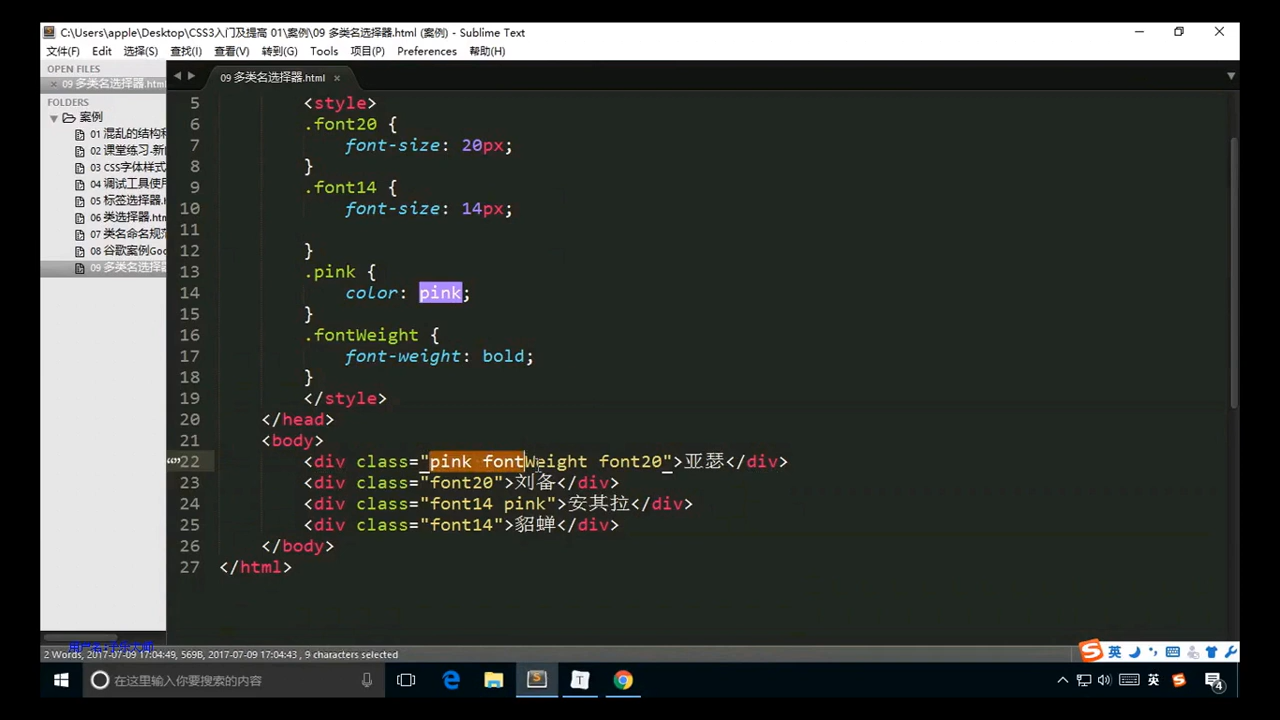 C:\Users\apple\Desktop\CSS3入门及提高 01\案例\09 多类名选择器.html (案例) - Sublime Text
文件(F) Edit 选择(S) 查找(I) 查看(V) 转到(G) Tools 项目(P) Preferences 帮助(H)
OPEN FILES
09 多类名选择器.html
FOLDERS
案例
01 混乱的结构和
02 课堂练习-新
03 CSS字体样式
04 调试工具使用
05 标签选择器.h
06 类选择器.htm
07 类名命名规范
08 谷歌案例Goo
09 多类名选择器
09 多类名选择器.html
5 <style>
6 .font20 {
7 font-size: 20px;
8 }
9 .font14 {
10 font-size: 14px;
11
12 }
13 .pink {
14 color: pink;
15 }
16 .fontWeight {
17 font-weight: bold;
18 }
19 </style>
20 </head>
21 <body>
22 <div class="pink fontWeight font20">亚瑟</div>
23 <div class="font20">刘备</div>
24 <div class="font14 pink">安其拉</div>
25 <div class="font14">貂蝉</div>
26 </body>
27 </html>
2 Words, 2017-07-09 17:04:49, 569B, 2017-07-09 17:04:43, 9 characters selected
英
在这里输入你要搜索的内容
英
4